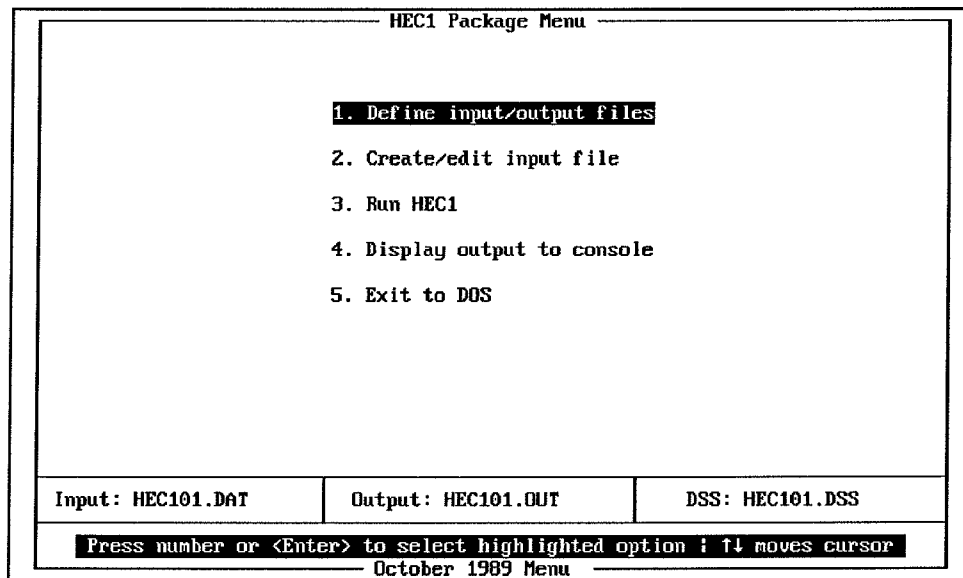 HEC1 Package Menu
1. Define input/output files
2. Create/edit input file
3. Run HEC1
4. Display output to console
5. Exit to DOS
Input: HEC101.DAT
Output: HEC101.OUT
DSS: HEC101.DSS
Press number or <Enter> to select highlighted option ¦ ↑↓ moves cursor
October 1989 Menu